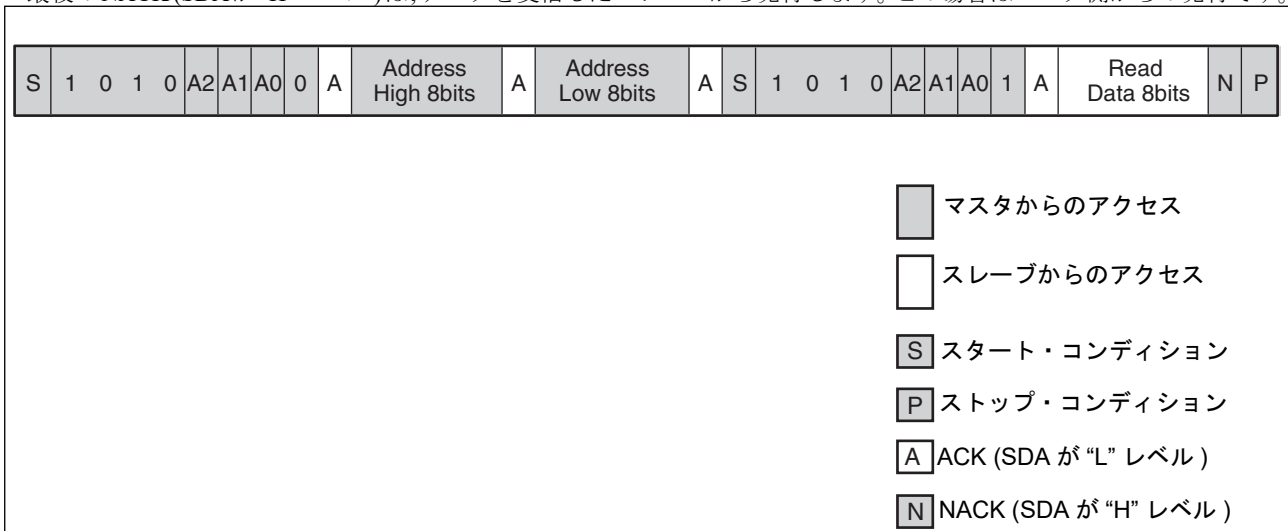 S 1 0 1 0 A2 A1 A0 0 A Address High 8bits A Address Low 8bits A S 1 0 1 0 A2 A1 A0 1 A Read Data 8bits N P
マスタからのアクセス
スレーブからのアクセス
S スタート・コンディション
P ストップ・コンディション
A ACK (SDA が “L” レベル )
N NACK (SDA が “H” レベル )